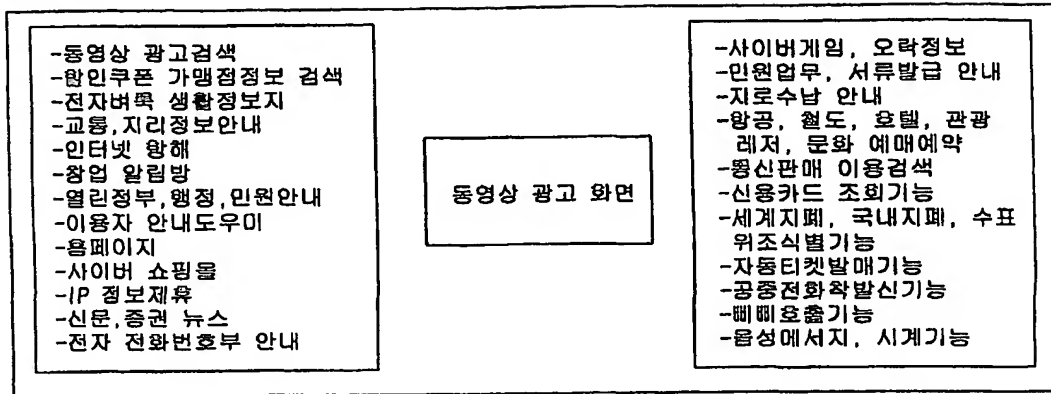 -동영상 광고검색
-할인쿠폰 가맹점정보 검색
-전자벼룩 생활정보지
-교통,지리정보안내
-인터넷 항해
-창업 알림방
-열린정부,행정,민원안내
-이용자 안내도우미
-홈페이지
-사이버 쇼핑몰
-IP 정보제휴
-신문,증권 뉴스
-전자 전화번호부 안내
동영상 광고 화면
-사이버게임, 오락정보
-민원업무, 서류발급 안내
-지로수납 안내
-항공, 철도, 호텔, 관광
레저, 문화 예매예약
-통신판매 이용검색
-신용카드 조회기능
-세계지폐, 국내지폐, 수표
위조식별기능
-자동티켓발매기능
-공중전화착발신기능
-삐삐호출기능
-음성메세지, 시계기능